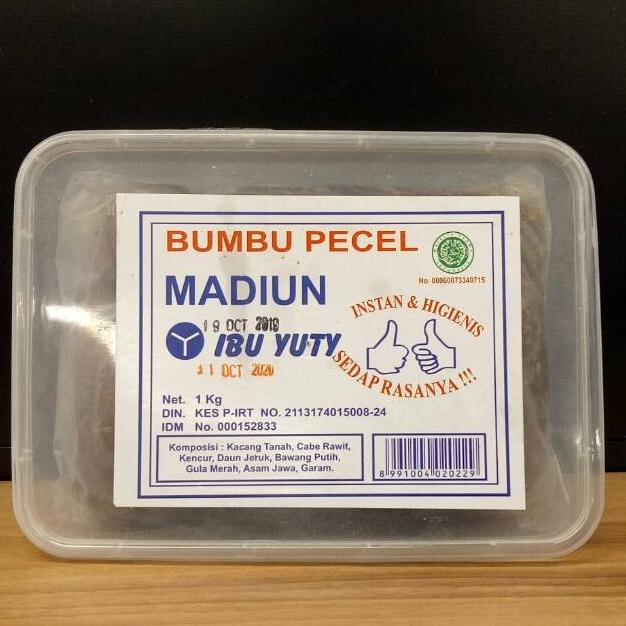 BUMBU PECEL
No. 00060073340715
MADIUN
INSTAN & HIGIENIS
19 OCT 2019
IBU YUTY
SEDAP RASANYA !!!
31 OCT 2020
Net. 1 Kg
DIN. KES P-IRT NO. 2113174015008-24
IDM No. 000152833
Komposisi : Kacang Tanah, Cabe Rawit,
Kencur, Daun Jeruk, Bawang Putih,
Gula Merah, Asam Jawa, Garam.
8 991004 020229